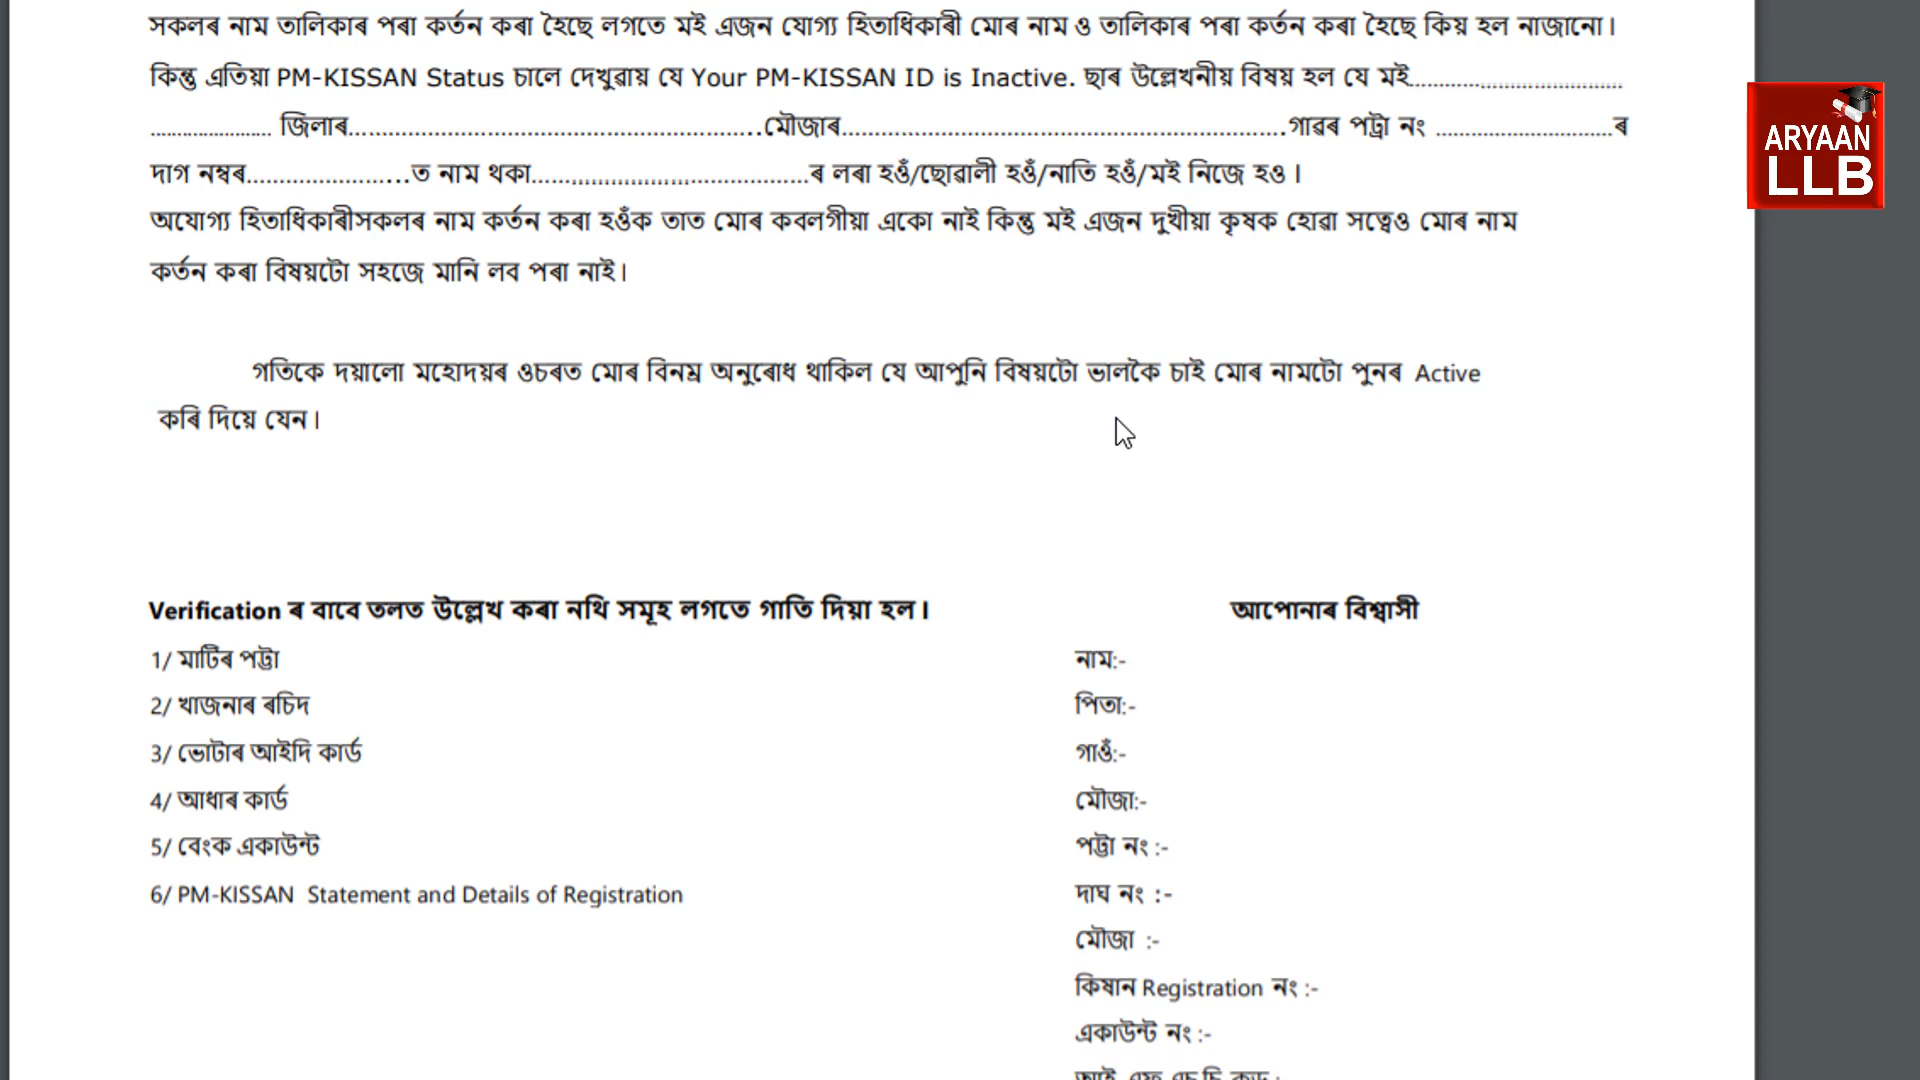 সকলৰ নাম তালিকাৰ পৰা কৰ্তন কৰা হৈছে লগতে মই এজন যোগ্য হিতাধিকাৰী মোৰ নাম ও তালিকাৰ পৰা কৰ্তন কৰা হৈছে কিয় হল নাজানো।
কিন্তু এতিয়া PM-KISSAN Status চালে দেখুৱায় যে Your PM-KISSAN ID is Inactive. ছাৰ উল্লেখনীয় বিষয় হল যে মই..................................
........................ জিলাৰ............................................................মৌজাৰ................................................................গাৱৰ পট্টা নং ..............................ৰ
দাগ নম্বৰ........................ত নাম থকা.............................................ৰ লৰা হওঁ/ছোৱালী হওঁ/নাতি হওঁ/মই নিজে হও।
অযোগ্য হিতাধিকাৰীসকলৰ নাম কৰ্তন কৰা হওঁক তাত মোৰ কবলগীয়া একো নাই কিন্তু মই এজন দুখীয়া কৃষক হোৱা সত্বেও মোৰ নাম
কৰ্তন কৰা বিষয়টো সহজে মানি লব পৰা নাই।
গতিকে দয়ালো মহোদয়ৰ ওচৰত মোৰ বিনম্ৰ অনুৰোধ থাকিল যে আপুনি বিষয়টো ভালকৈ চাই মোৰ নামটো পুনৰ Active
কৰি দিয়ে যেন।
Verification ৰ বাবে তলত উল্লেখ কৰা নথি সমূহ লগতে গাতি দিয়া হল।
1/ মাটিৰ পট্টা
2/ খাজনাৰ ৰচিদ
3/ ভোটাৰ আইদি কাৰ্ড
4/ আধাৰ কাৰ্ড
5/ বেংক একাউন্ট
6/ PM-KISSAN Statement and Details of Registration
আপোনাৰ বিশ্বাসী
নাম:-
পিতা:-
গাওঁ:-
মৌজা:-
পট্টা নং :-
দাঘ নং :-
মৌজা :-
কিষান Registration নং :-
একাউন্ট নং :-
ARYAAN
LLB